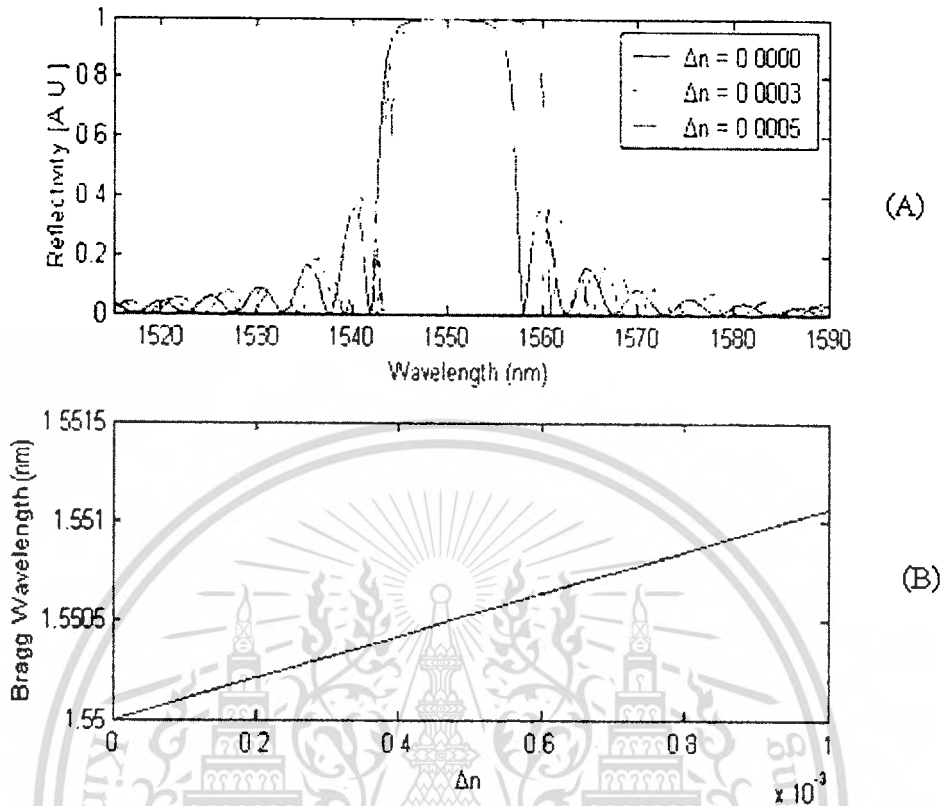 1
0.8
0.6
0.4
0.2
0
Reflectivity [A U]
Δn = 0 0000
Δn = 0 0003
Δn = 0 0005
1520 1530 1540 1550 1560 1570 1580 1590
Wavelength (nm)
(A)
1.5515
1.551
1.5505
1.55
Bragg Wavelength (nm)
0 0.2 0.4 0.6 0.8 1
Δn
x 10⁻³
(B)